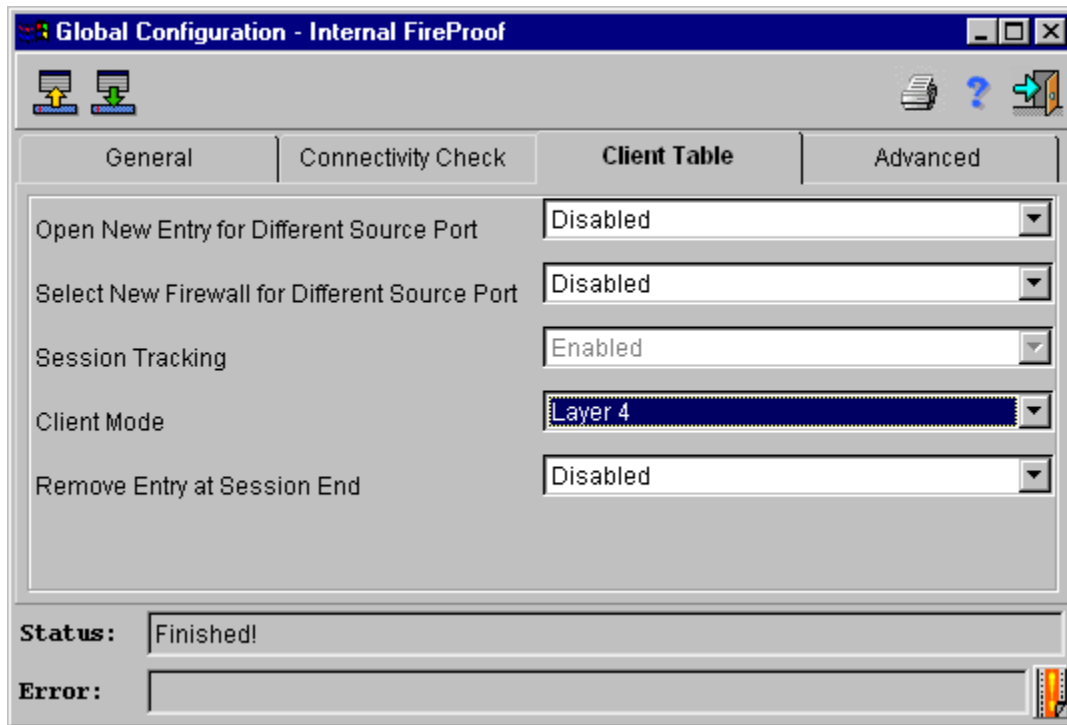 Global Configuration - Internal FireProof
General Connectivity Check Client Table Advanced
Open New Entry for Different Source Port Disabled
Select New Firewall for Different Source Port Disabled
Session Tracking Enabled
Client Mode Layer 4
Remove Entry at Session End Disabled
Status: Finished!
Error: